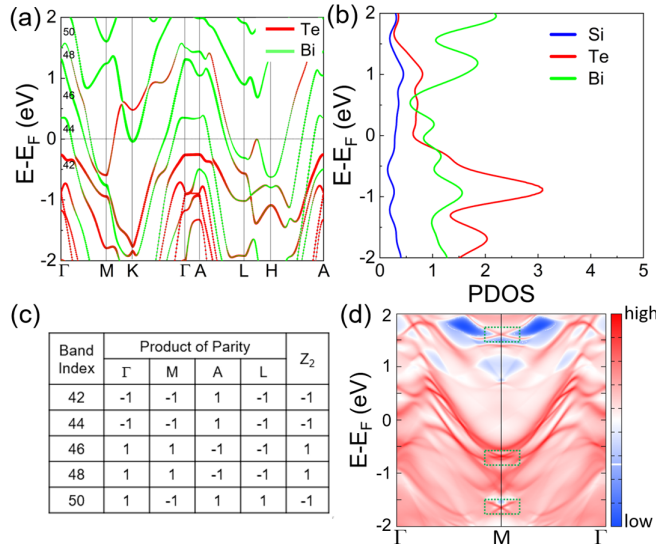 (a)
50
48
46
44
42
Te
Bi
E-E_F (eV)
2
1
0
-1
-2
Γ M K Γ A L H A
(b)
Si
Te
Bi
E-E_F (eV)
2
1
0
-1
-2
0 1 2 3 4 5
PDOS
(c)
Band Index Product of Parity Z₂
Γ M A L
42 -1 -1 1 -1 -1
44 -1 -1 1 -1 -1
46 1 1 -1 -1 1
48 1 1 -1 -1 1
50 1 -1 1 1 -1
(d)
E-E_F (eV)
2
1
0
-1
-2
Γ M Γ
high
low